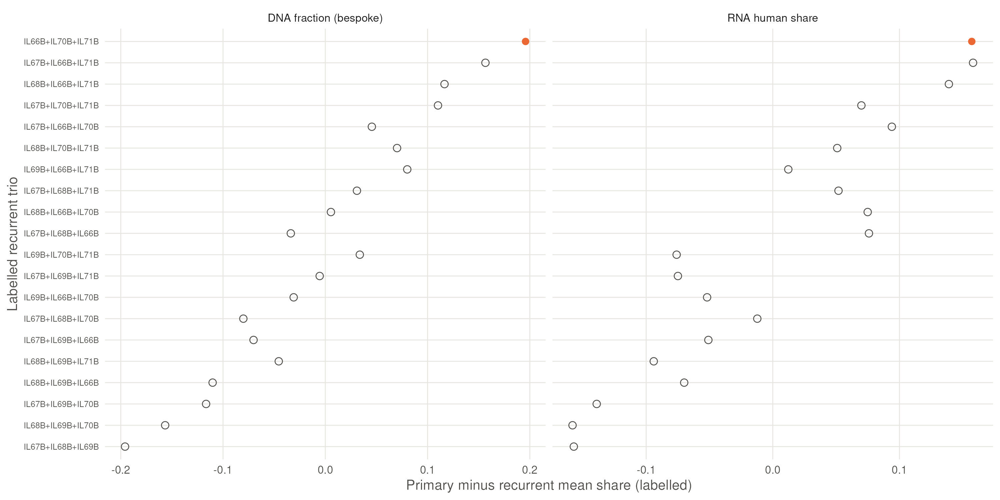 DNA fraction (bespoke)
RNA human share
Labelled recurrent trio
IL66B+IL70B+IL71B
IL67B+IL66B+IL71B
IL68B+IL66B+IL71B
IL67B+IL70B+IL71B
IL67B+IL66B+IL70B
IL68B+IL70B+IL71B
IL69B+IL66B+IL71B
IL67B+IL68B+IL71B
IL68B+IL66B+IL70B
IL67B+IL68B+IL66B
IL69B+IL70B+IL71B
IL67B+IL69B+IL71B
IL69B+IL66B+IL70B
IL67B+IL68B+IL70B
IL67B+IL69B+IL66B
IL68B+IL69B+IL71B
IL68B+IL69B+IL66B
IL67B+IL69B+IL70B
IL68B+IL69B+IL70B
IL67B+IL68B+IL69B
-0.2 -0.1 0.0 0.1 0.2
-0.1 0.0 0.1
Primary minus recurrent mean share (labelled)